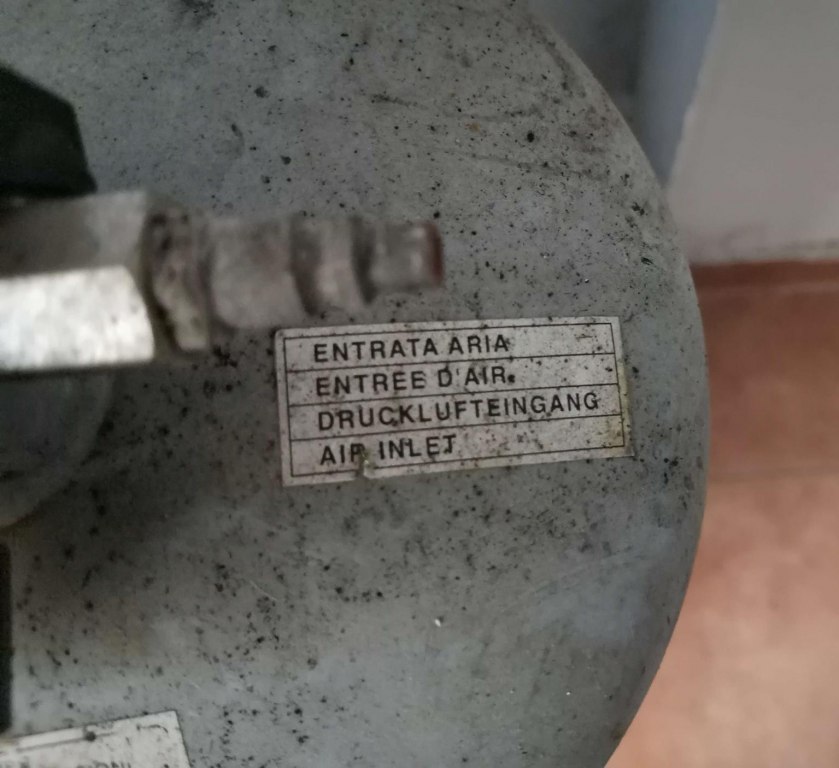 ENTRATA ARIA
ENTREE D'AIR
DRUCKLUFTEINGANG
AIR INLET